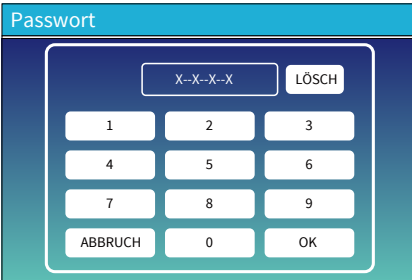 Passwort
X--X--X--X LÖSCH
1 2 3
4 5 6
7 8 9
ABBRUCH 0 OK